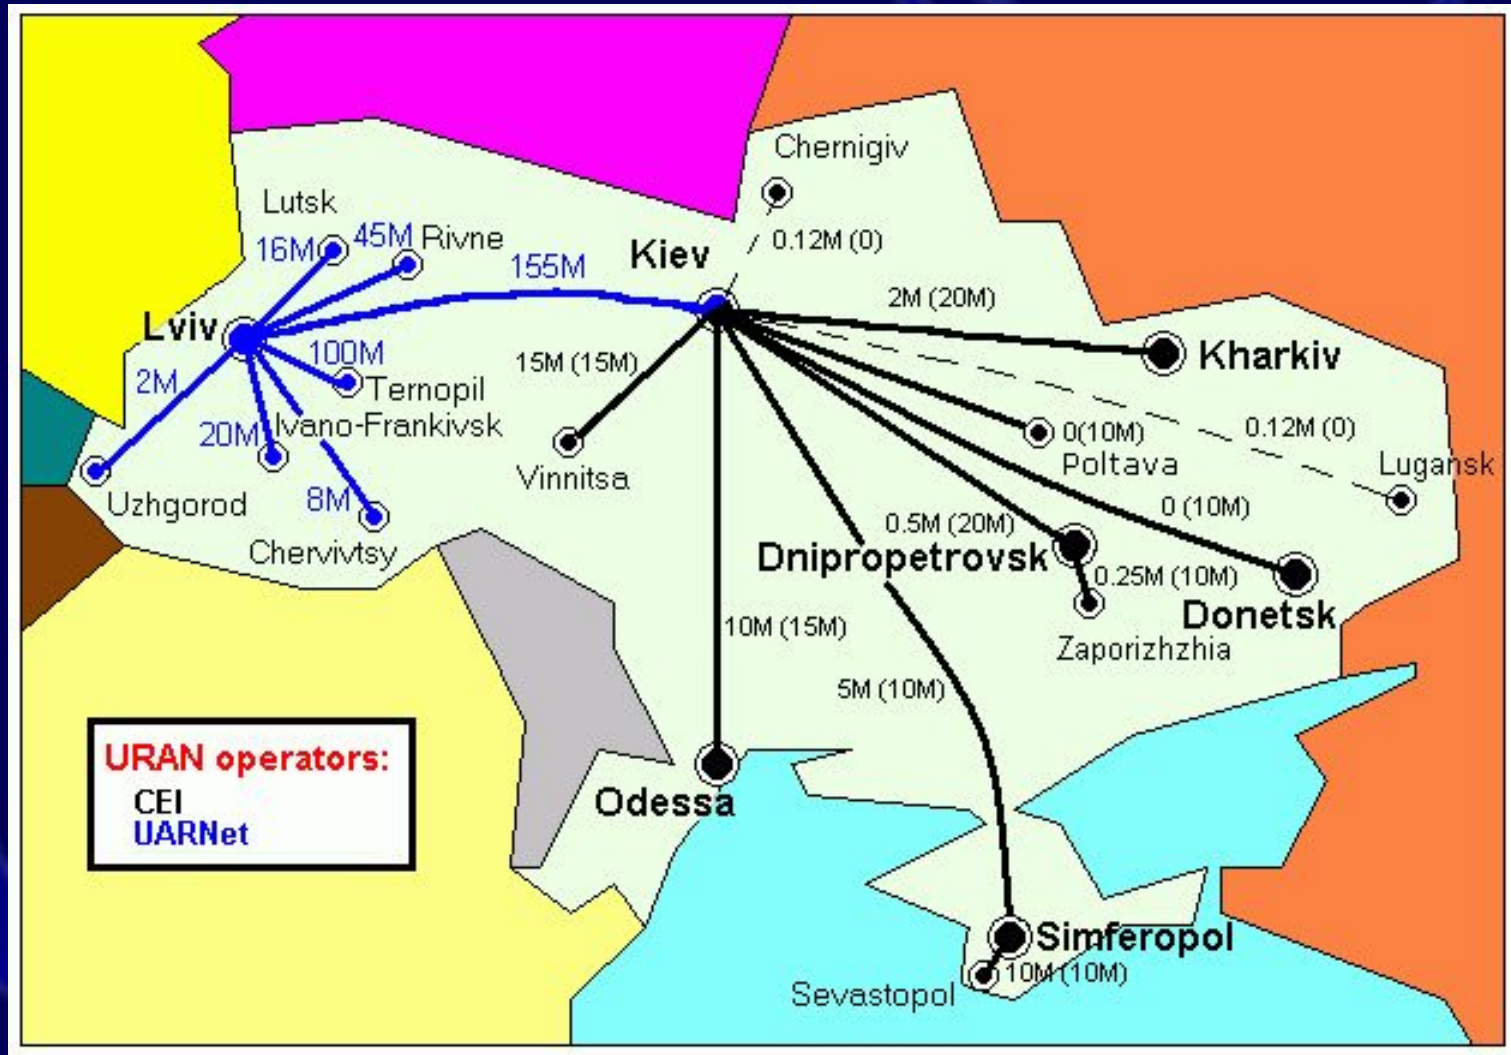 Chernigiv
Lutsk
16M
45M
Rivne
0.12M (0)
Kiev
155M
2M (20M)
Lviv
Kharkiv
100M
15M (15M)
2M
Ternopil
Ivano-Frankivsk
20M
0.12M (0)
0(10M)
Poltava
Lugansk
Vinnitsa
Uzhgorod
8M
0 (10M)
0.5M (20M)
Chervivtsy
Dnipropetrovsk
0.25M (10M)
Donetsk
10M (15M)
Zaporizhzhia
5M (10M)
URAN operators:
CEI
UARNet
Odessa
Simferopol
10M (10M)
Sevastopol